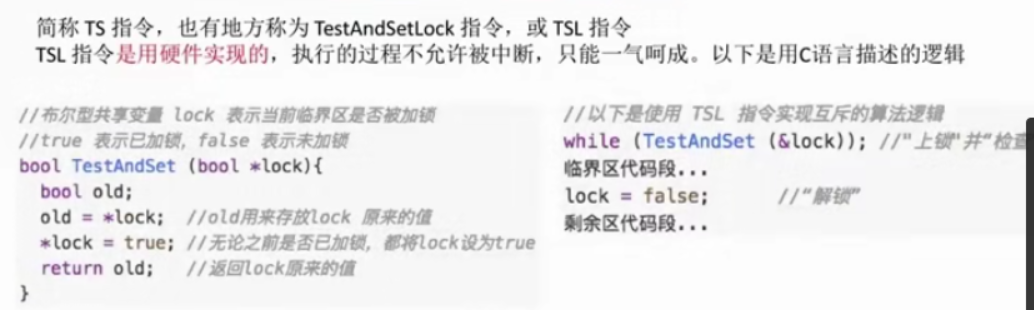 简称 TS 指令，也有地方称为 TestAndSetLock 指令，或 TSL 指令
TSL 指令是用硬件实现的，执行的过程不允许被中断，只能一气呵成。以下是用C语言描述的逻辑
//布尔型共享变量 lock 表示当前临界区是否被加锁
//true 表示已加锁，false 表示未加锁
bool TestAndSet (bool *lock){
bool old;
old = *lock; //old用来存放lock 原来的值
*lock = true; //无论之前是否已加锁，都将lock设为true
return old; //返回lock原来的值
}
//以下是使用 TSL 指令实现互斥的算法逻辑
while (TestAndSet (&lock)); //"上锁"并"检查
临界区代码段...
lock = false; //"解锁"
剩余区代码段...